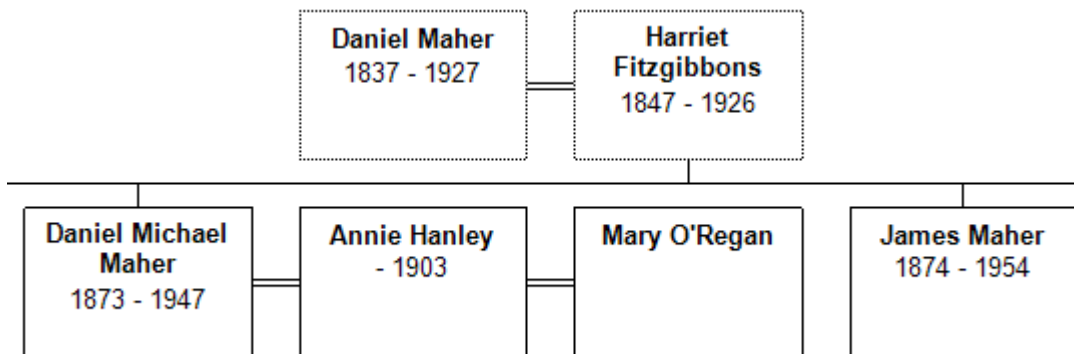 Daniel Maher
1837 - 1927
Harriet
Fitzgibbons
1847 - 1926
Daniel Michael
Maher
1873 - 1947
Annie Hanley
- 1903
Mary O'Regan
James Maher
1874 - 1954